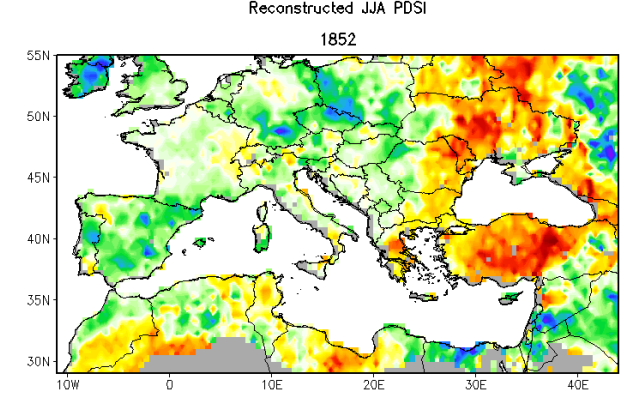 Reconstructed JJA PDSI
1852
55N
50N
45N
40N
35N
30N
10W 0 10E 20E 30E 40E